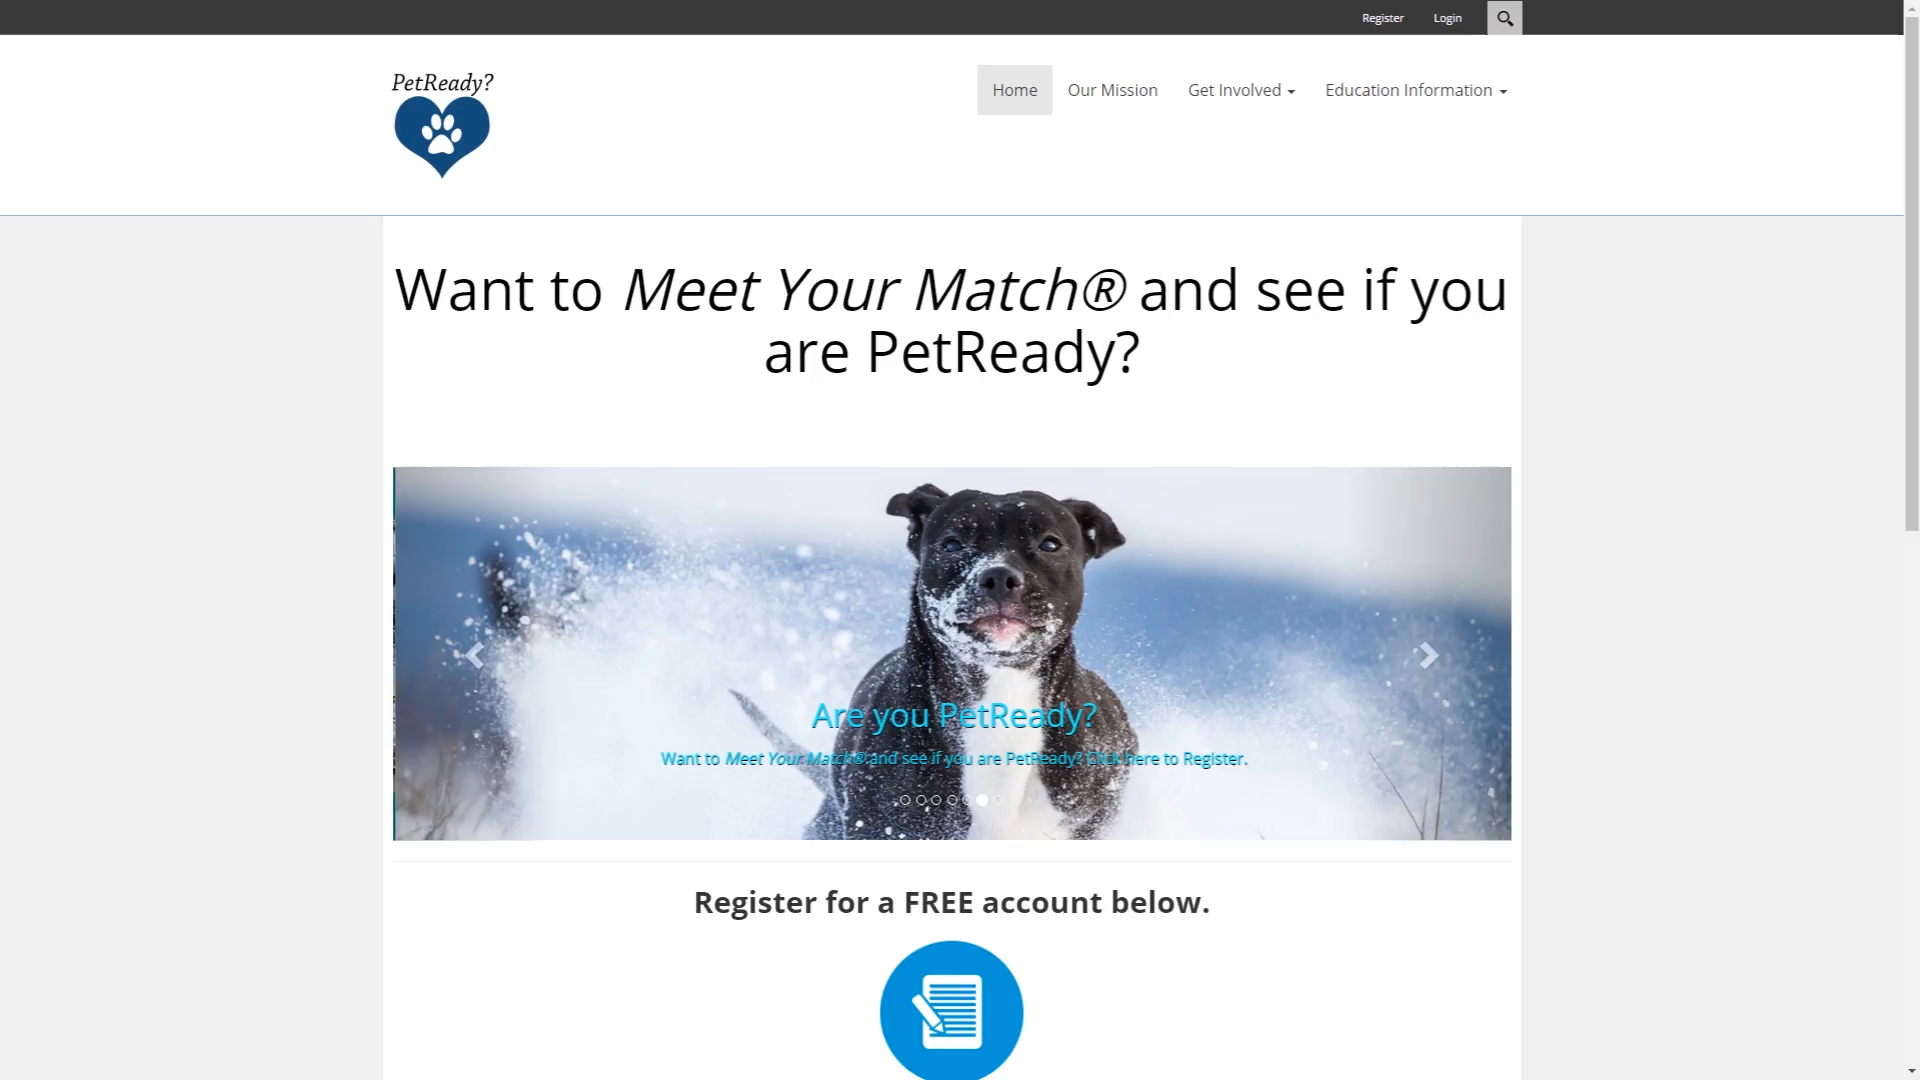 Register
Login
PetReady?
Home
Our Mission
Get Involved
Education Information
Want to Meet Your Match® and see if you
are PetReady?
Are you PetReady?
Want to Meet Your Match® and see if you are PetReady? Click here to Register.
Register for a FREE account below.